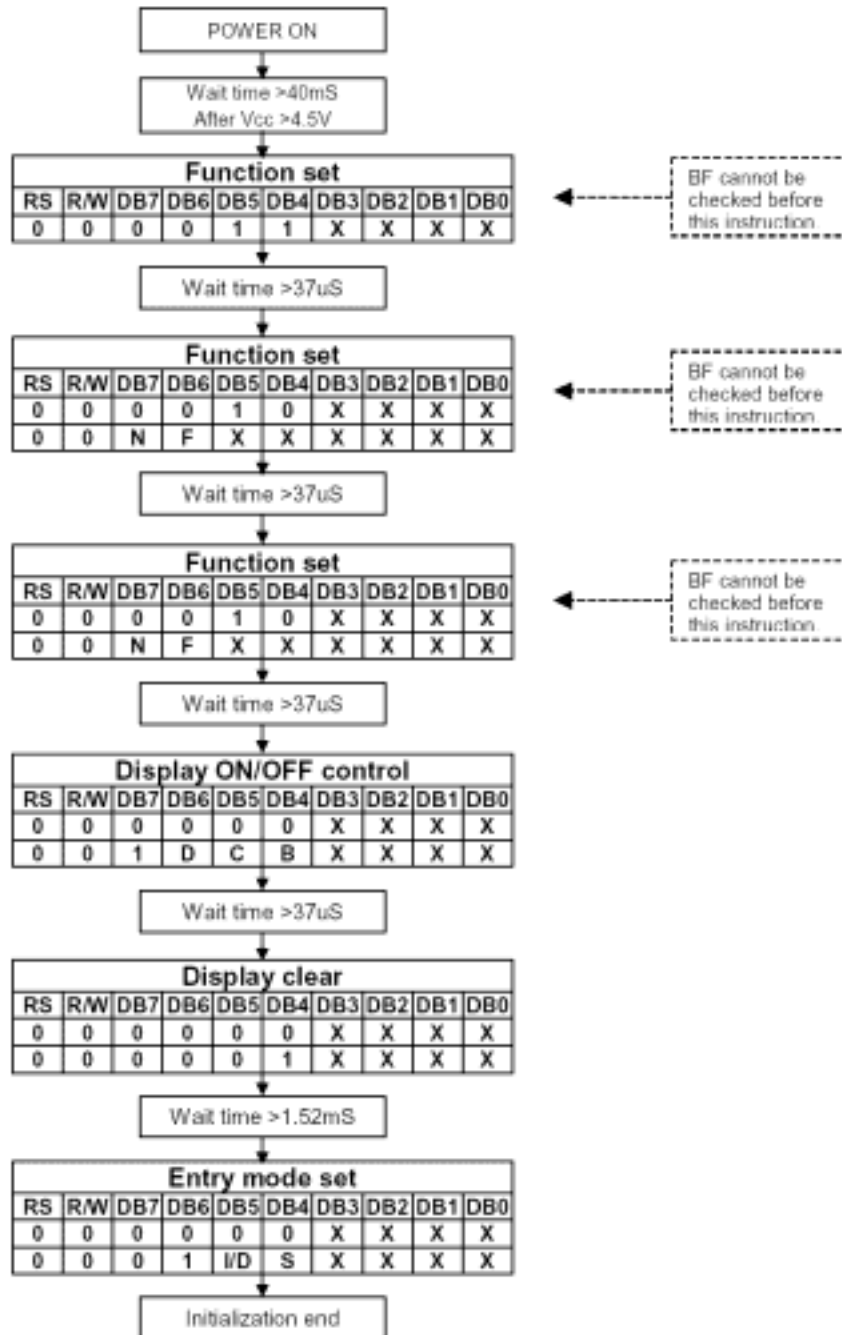 POWER ON
Wait time >40mS
After Vcc >4.5V
Function set
RS R/W DB7 DB6 DB5 DB4 DB3 DB2 DB1 DB0
0 0 0 0 1 1 X X X X
BF cannot be
checked before
this instruction.
Wait time >37uS
Function set
RS R/W DB7 DB6 DB5 DB4 DB3 DB2 DB1 DB0
0 0 0 0 1 0 X X X X
0 0 N F X X X X X X
BF cannot be
checked before
this instruction.
Wait time >37uS
Function set
RS R/W DB7 DB6 DB5 DB4 DB3 DB2 DB1 DB0
0 0 0 0 1 0 X X X X
0 0 N F X X X X X X
BF cannot be
checked before
this instruction.
Wait time >37uS
Display ON/OFF control
RS R/W DB7 DB6 DB5 DB4 DB3 DB2 DB1 DB0
0 0 0 0 0 0 X X X X
0 0 1 D C B X X X X
Wait time >37uS
Display clear
RS R/W DB7 DB6 DB5 DB4 DB3 DB2 DB1 DB0
0 0 0 0 0 0 X X X X
0 0 0 0 0 1 X X X X
Wait time >1.52mS
Entry mode set
RS R/W DB7 DB6 DB5 DB4 DB3 DB2 DB1 DB0
0 0 0 0 0 0 X X X X
0 0 0 1 I/D S X X X X
Initialization end